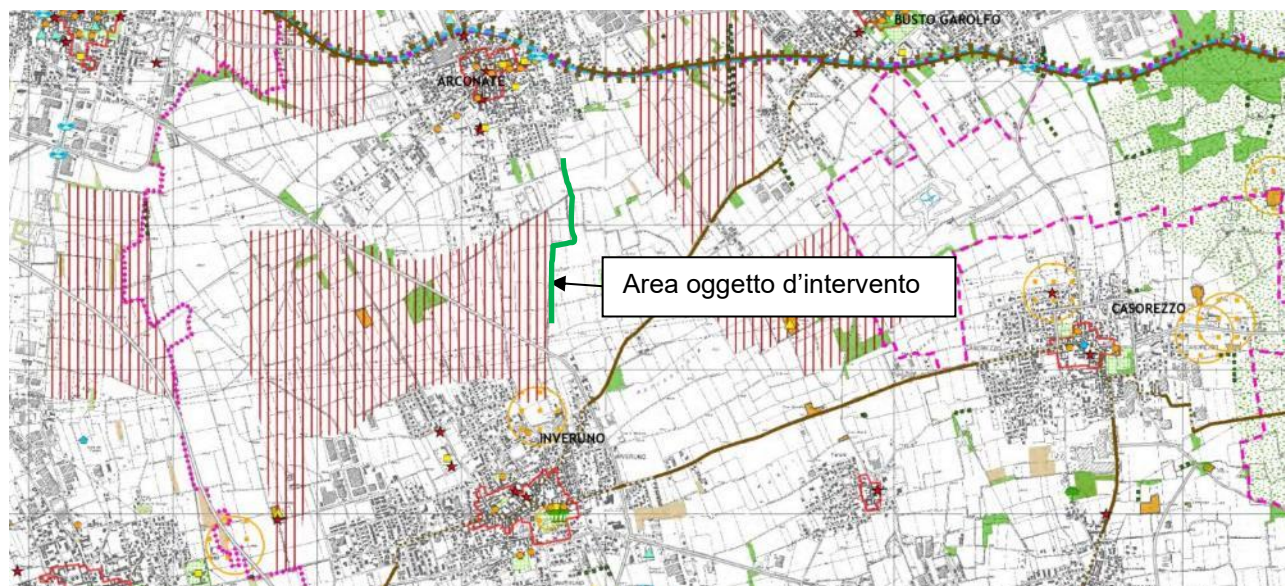 BUSTO GAROLFO
ARCONATE
Area oggetto d'intervento
CASOREZZO
INVERUNO